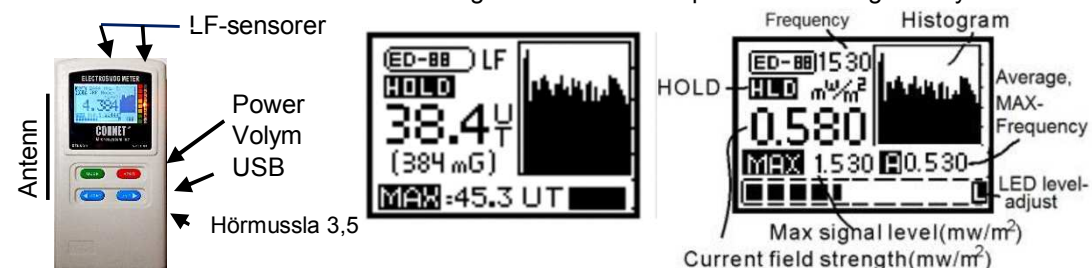 LF-sensorer
ELECTROSMOG METER
4.384
CORNET
Antenn
Power
Volym
USB
Hörmussla 3,5
ED-88 LF
HOLD
38.4 UT
(384 mG)
MAX:45.3 UT
Frequency
Histogram
ED-88 1530
HOLD
HLD mW/m²
0.580
MAX 1.530 A 0.530
Average,
MAX-
Frequency
LED level-
adjust
Max signal level(mw/m²)
Current field strength(mw/m²)